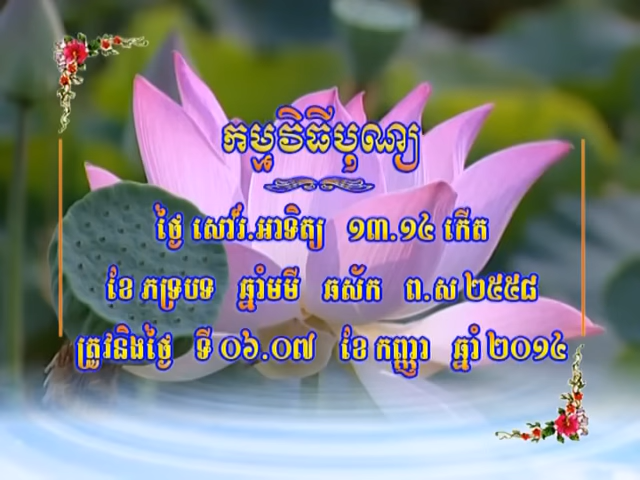 កម្មវិធីបុណ្យ
ថ្ងៃ សៅរ៍.អាទិត្យ ១៣.១៤ កើត
ខែ ភទ្របទ ឆ្នាំមមី ឆស័ក ព.ស ២៥៥៨
ត្រូវនិងថ្ងៃ ទី ០៦.០៧ ខែ កញ្ញា ឆ្នាំ ២០១៤